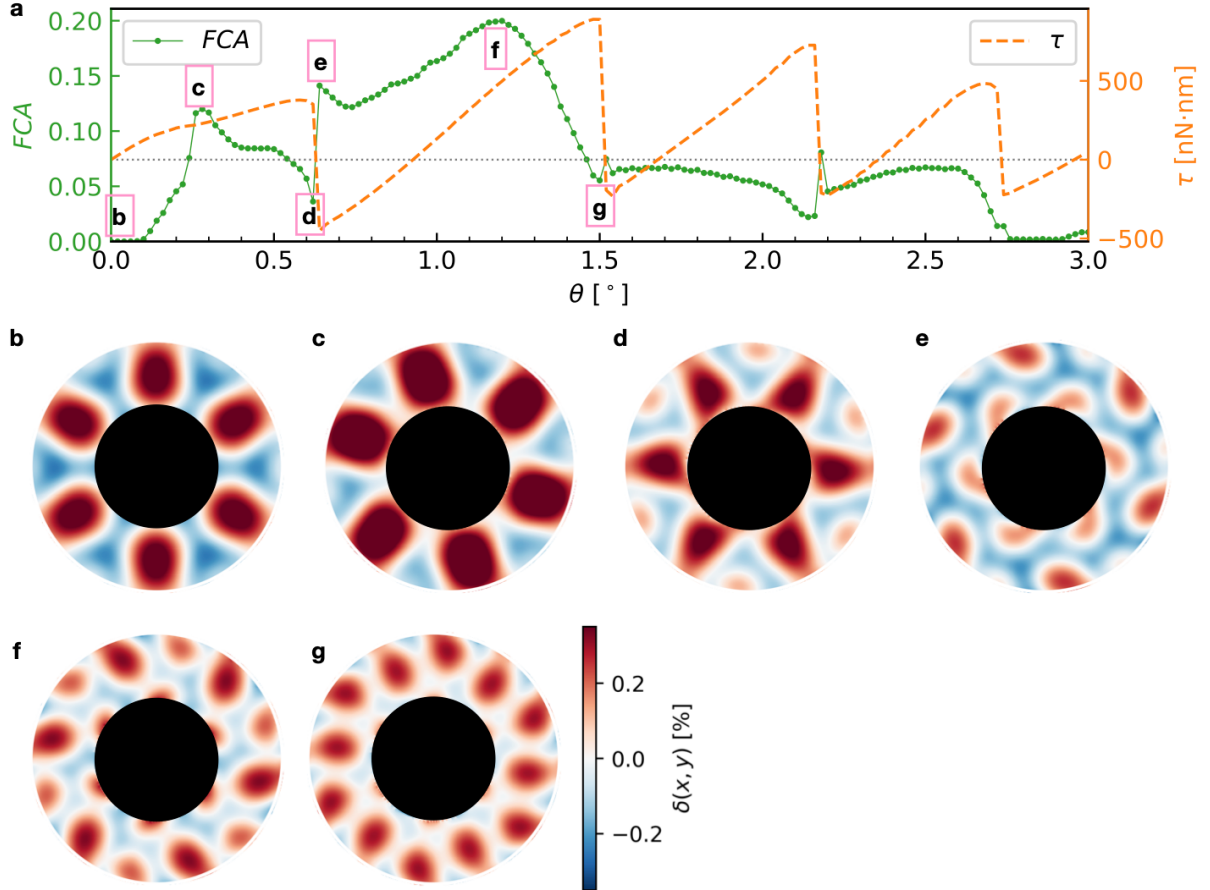 a
FCA
τ
0.20
0.15
0.10
0.05
0.00
FCA
b
c
d
e
f
g
500
0
−500
τ [nN·nm]
0.0 0.5 1.0 1.5 2.0 2.5 3.0
θ [°]
b c d e
f g
0.2
0.0
−0.2
δ(x, y) [%]